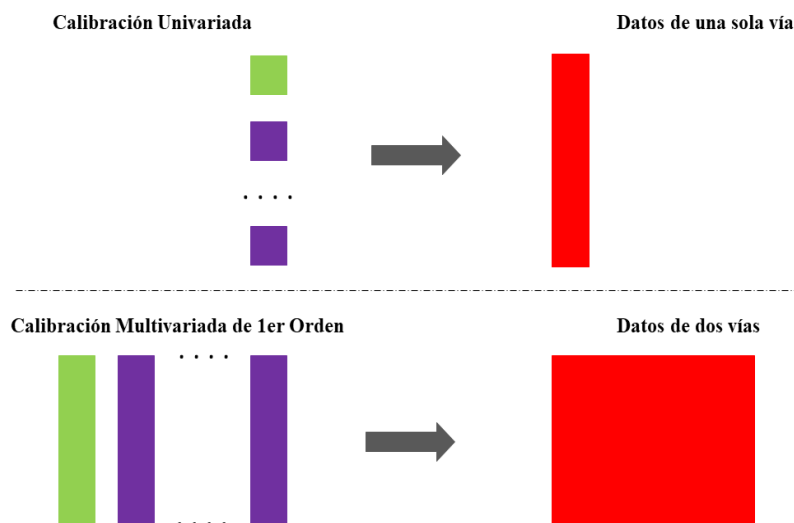 Calibración Univariada
Datos de una sola vía
. . . .
Calibración Multivariada de 1er Orden
Datos de dos vías
. . . .
. . . .